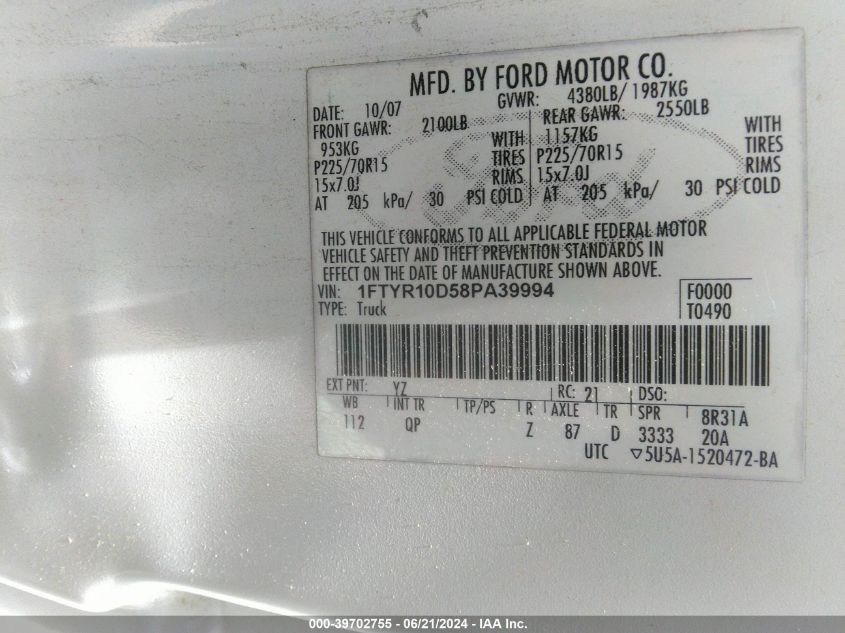 MFD. BY FORD MOTOR CO.
DATE: 10/07 GVWR: 4380LB/ 1987KG
FRONT GAWR: 2100LB REAR GAWR: 2550LB
953KG WITH 1157KG WITH
P225/70R15 TIRES P225/70R15 TIRES
15x7.0J RIMS 15x7.0J RIMS
AT 205 kPa/ 30 PSI COLD AT 205 kPa/ 30 PSI COLD
Ford
THIS VEHICLE CONFORMS TO ALL APPLICABLE FEDERAL MOTOR
VEHICLE SAFETY AND THEFT PREVENTION STANDARDS IN
EFFECT ON THE DATE OF MANUFACTURE SHOWN ABOVE.
VIN: 1FTYR10D58PA39994 F0000
TYPE: Truck T0490
EXT PNT: YZ RC: 21 DSO:
WB INT TR TP/PS R AXLE TR SPR 8R31A
112 QP Z 87 D 3333 20A
UTC ▽5U5A-1520472-BA
000-39702755 - 06/21/2024 - IAA Inc.